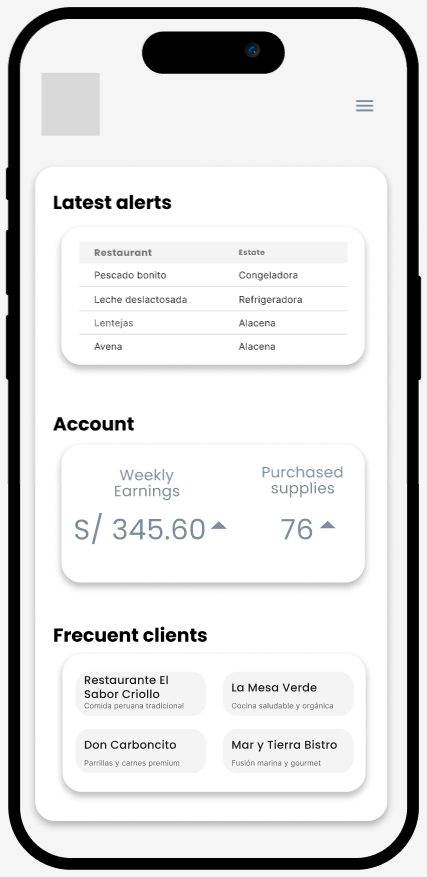 Latest alerts
Restaurant Estate
Pescado bonito Congeladora
Leche deslactosada Refrigeradora
Lentejas Alacena
Avena Alacena
Account
Weekly
Earnings
S/ 345.60
Purchased
supplies
76
Frecuent clients
Restaurante El
Sabor Criollo
Comida peruana tradicional
La Mesa Verde
Cocina saludable y orgánica
Don Carboncito
Parrillas y carnes premium
Mar y Tierra Bistro
Fusión marina y gourmet